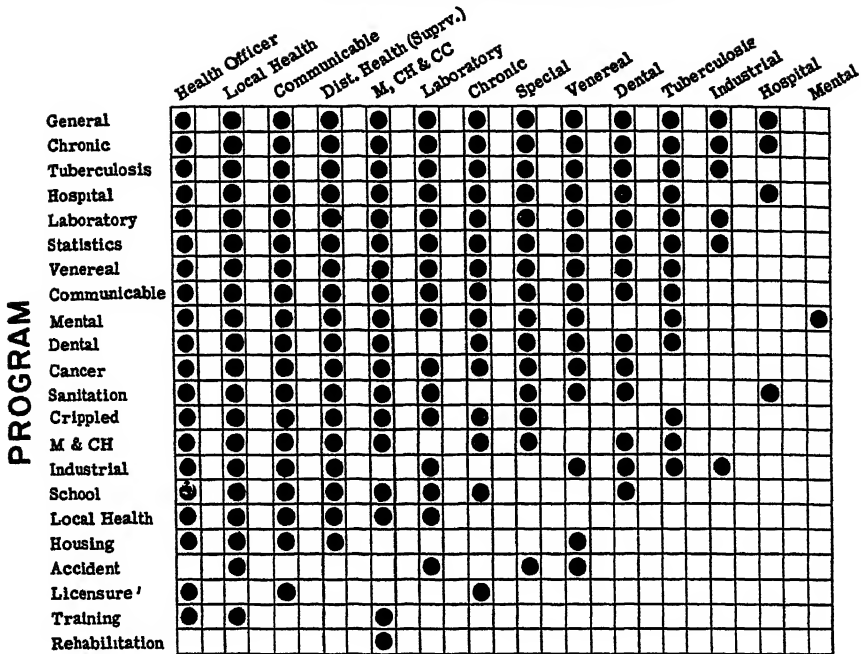 Health Officer
Local Health
Communicable
Dist. Health (Suprv.)
M, CH & CC
Laboratory
Chronic
Special
Venereal
Dental
Tuberculosis
Industrial
Hospital
Mental
PROGRAM
General
Chronic
Tuberculosis
Hospital
Laboratory
Statistics
Venereal
Communicable
Mental
Dental
Cancer
Sanitation
Crippled
M & CH
Industrial
School
Local Health
Housing
Accident
Licensure ¹
Training
Rehabilitation